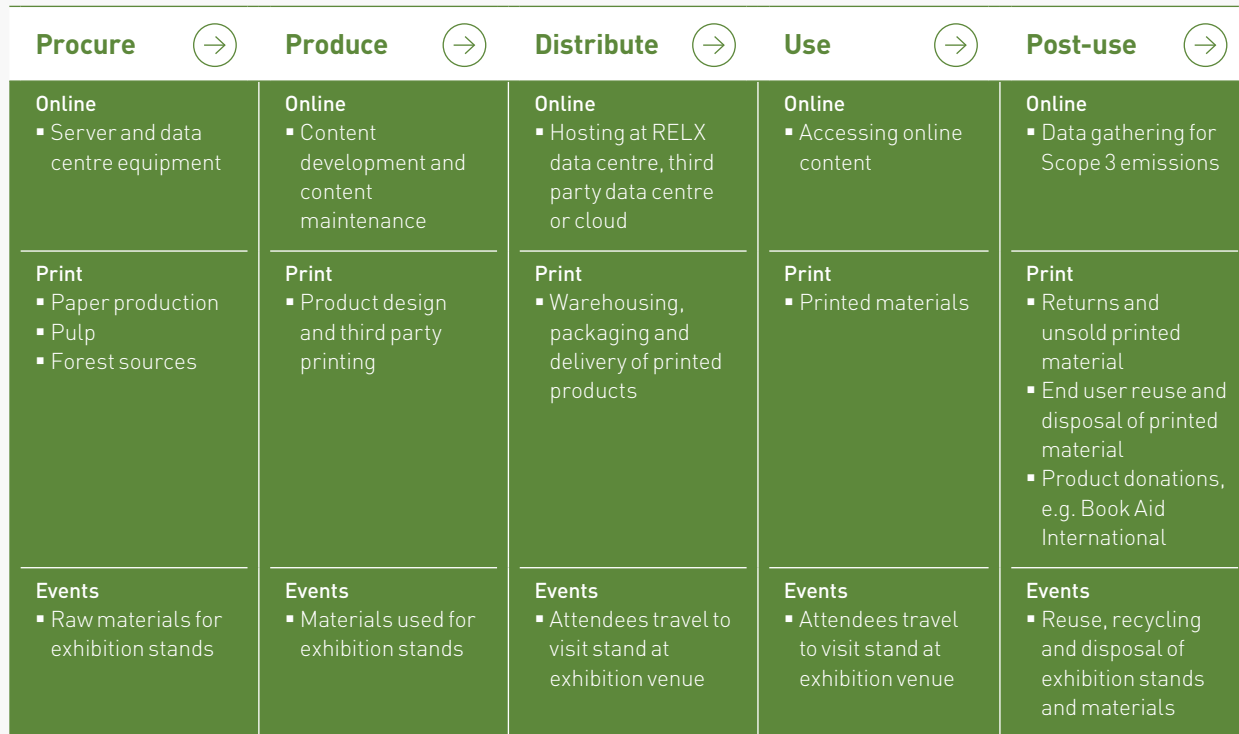 Procure
Produce
Distribute
Use
Post-use
Online
▪ Server and data
centre equipment
Online
▪ Content
development and
content
maintenance
Online
▪ Hosting at RELX
data centre, third
party data centre
or cloud
Online
▪ Accessing online
content
Online
▪ Data gathering for
Scope 3 emissions
Print
▪ Paper production
▪ Pulp
▪ Forest sources
Print
▪ Product design
and third party
printing
Print
▪ Warehousing,
packaging and
delivery of printed
products
Print
▪ Printed materials
Print
▪ Returns and
unsold printed
material
▪ End user reuse and
disposal of printed
material
▪ Product donations,
e.g. Book Aid
International
Events
▪ Raw materials for
exhibition stands
Events
▪ Materials used for
exhibition stands
Events
▪ Attendees travel to
visit stand at
exhibition venue
Events
▪ Attendees travel
to visit stand at
exhibition venue
Events
▪ Reuse, recycling
and disposal of
exhibition stands
and materials